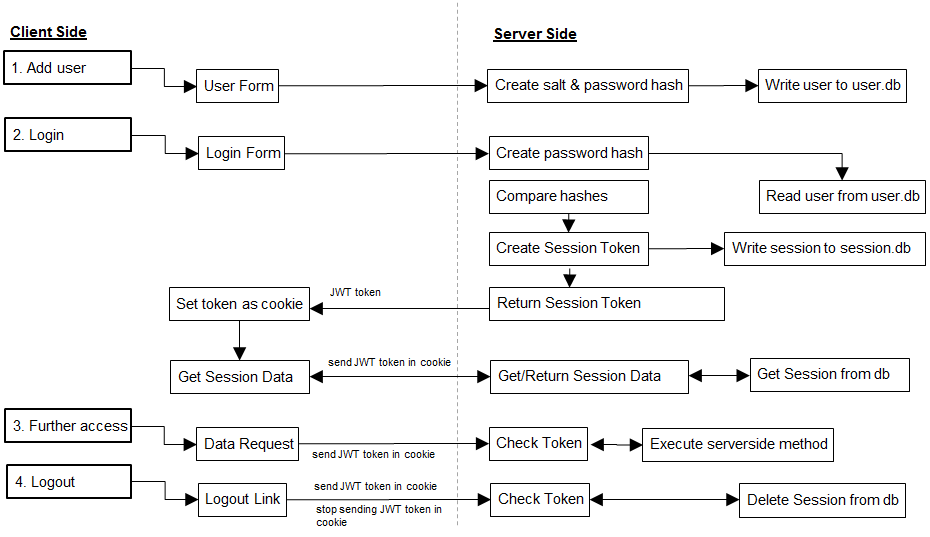 Client Side
Server Side
1. Add user
User Form
Create salt & password hash
Write user to user.db
2. Login
Login Form
Create password hash
Read user from user.db
Compare hashes
Create Session Token
Write session to session.db
Set token as cookie
JWT token
Return Session Token
Get Session Data
send JWT token in cookie
Get/Return Session Data
Get Session from db
3. Further access
Data Request
send JWT token in cookie
Check Token
Execute serverside method
4. Logout
Logout Link
send JWT token in cookie
stop sending JWT token in
cookie
Check Token
Delete Session from db